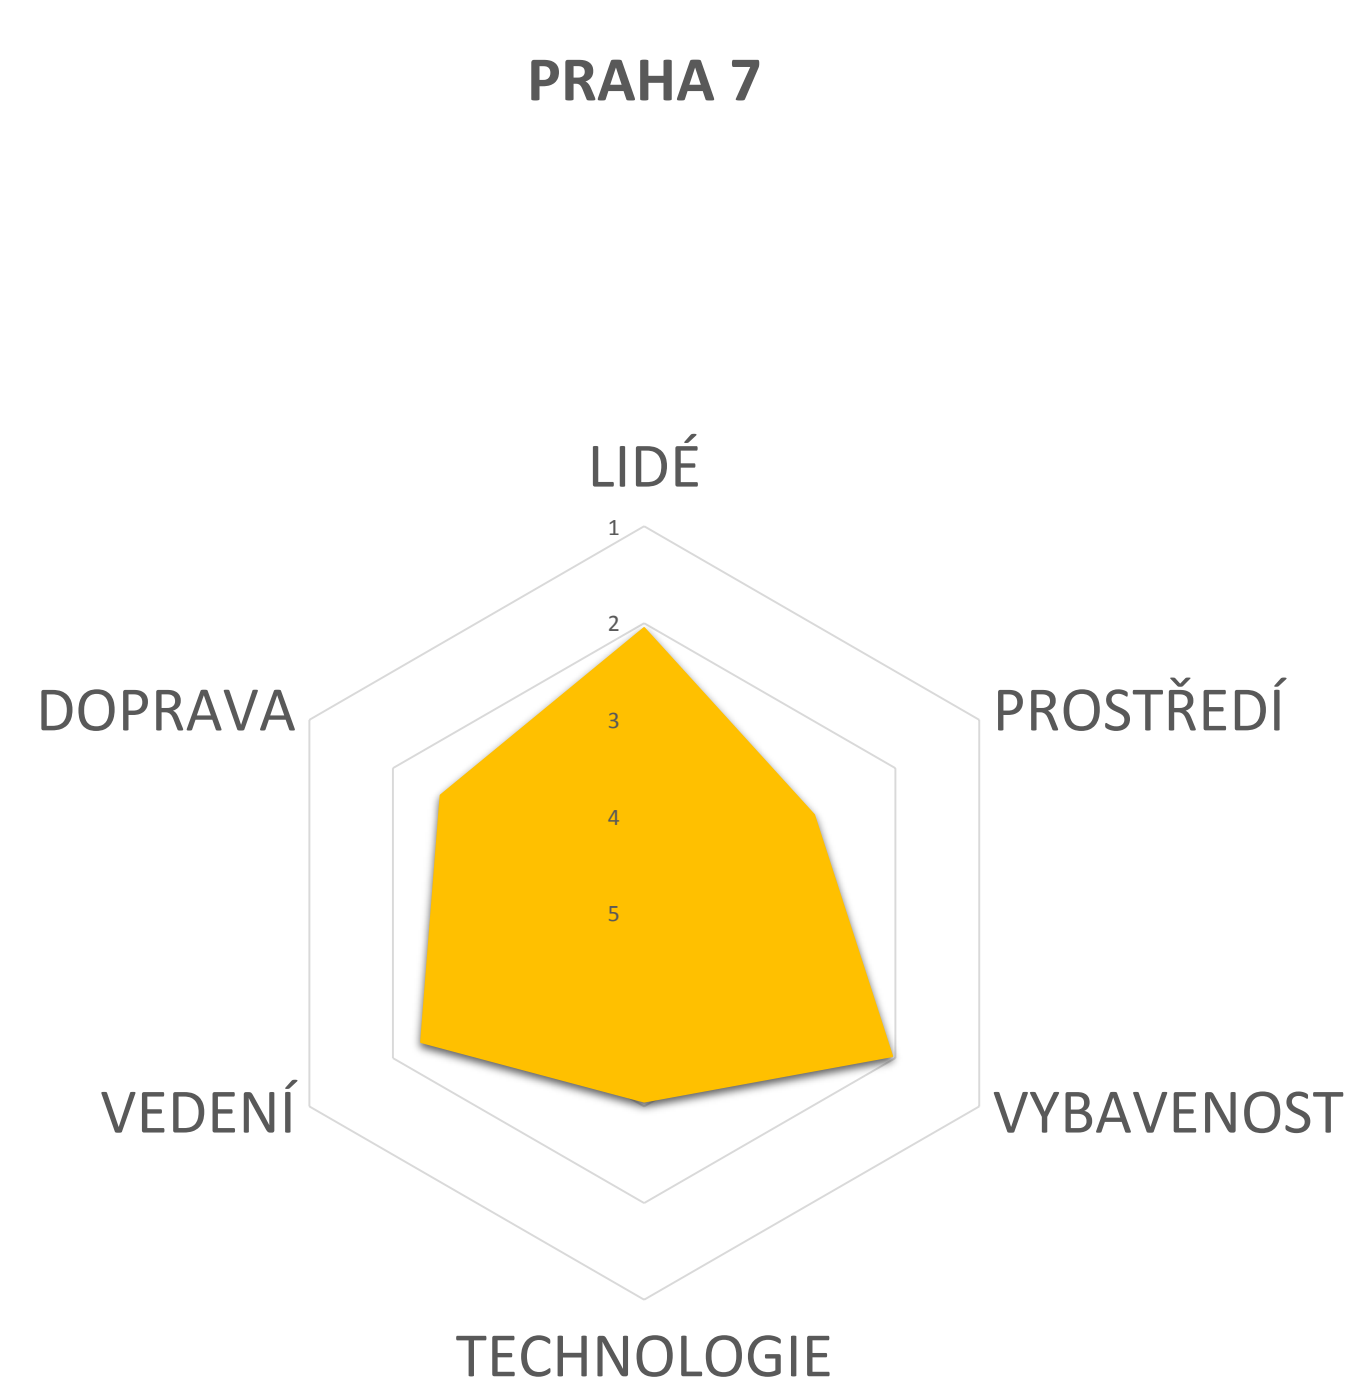 PRAHA 7
LIDÉ
1
2
3
4
5
DOPRAVA
PROSTŘEDÍ
VEDENÍ
VYBAVENOST
TECHNOLOGIE